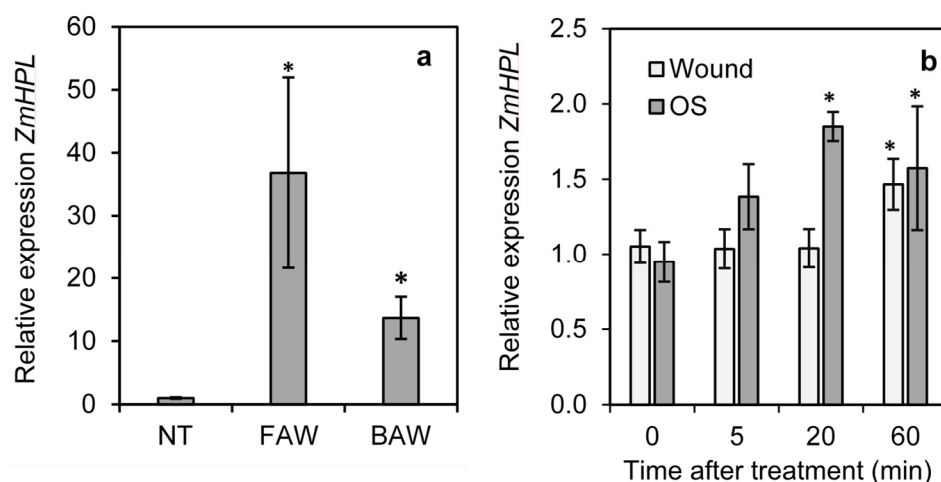 a
Relative expression ZmHPL
60
50
40
30
20
10
0
*
*
NT FAW BAW
b
Relative expression ZmHPL
2.5
2.0
1.5
1.0
0.5
0.0
Wound
OS
*
*
*
0 5 20 60
Time after treatment (min)